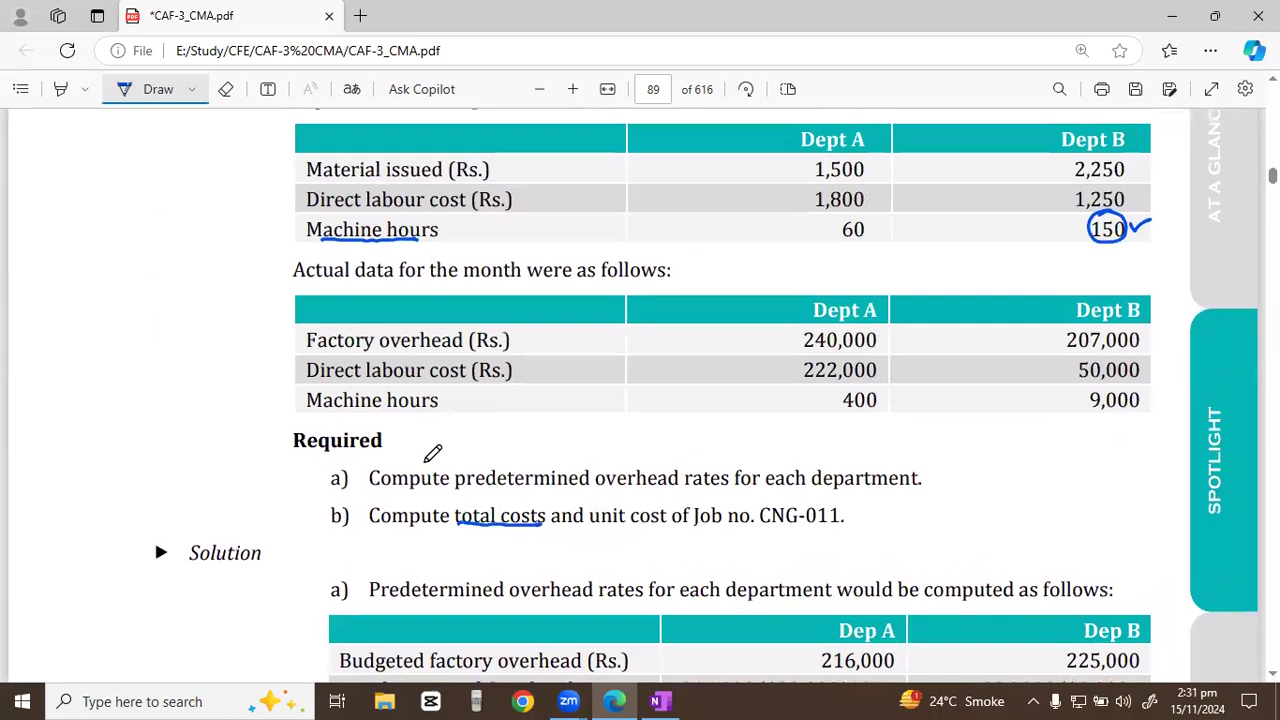 *CAF-3_CMA.pdf
File
E:/Study/CFE/CAF-3%20CMA/CAF-3_CMA.pdf
Draw
Ask Copilot
89
of 616
Dept A
Dept B
Material issued (Rs.)
1,500
2,250
Direct labour cost (Rs.)
1,800
1,250
Machine hours
60
150
Actual data for the month were as follows:
Dept A
Dept B
Factory overhead (Rs.)
240,000
207,000
Direct labour cost (Rs.)
222,000
50,000
Machine hours
400
9,000
Required
a) Compute predetermined overhead rates for each department.
b) Compute total costs and unit cost of Job no. CNG-011.
Solution
a) Predetermined overhead rates for each department would be computed as follows:
Dep A
Dep B
Budgeted factory overhead (Rs.)
216,000
225,000
AT A GLANC
SPOTLIGHT
Type here to search
24°C Smoke
2:31 pm
15/11/2024